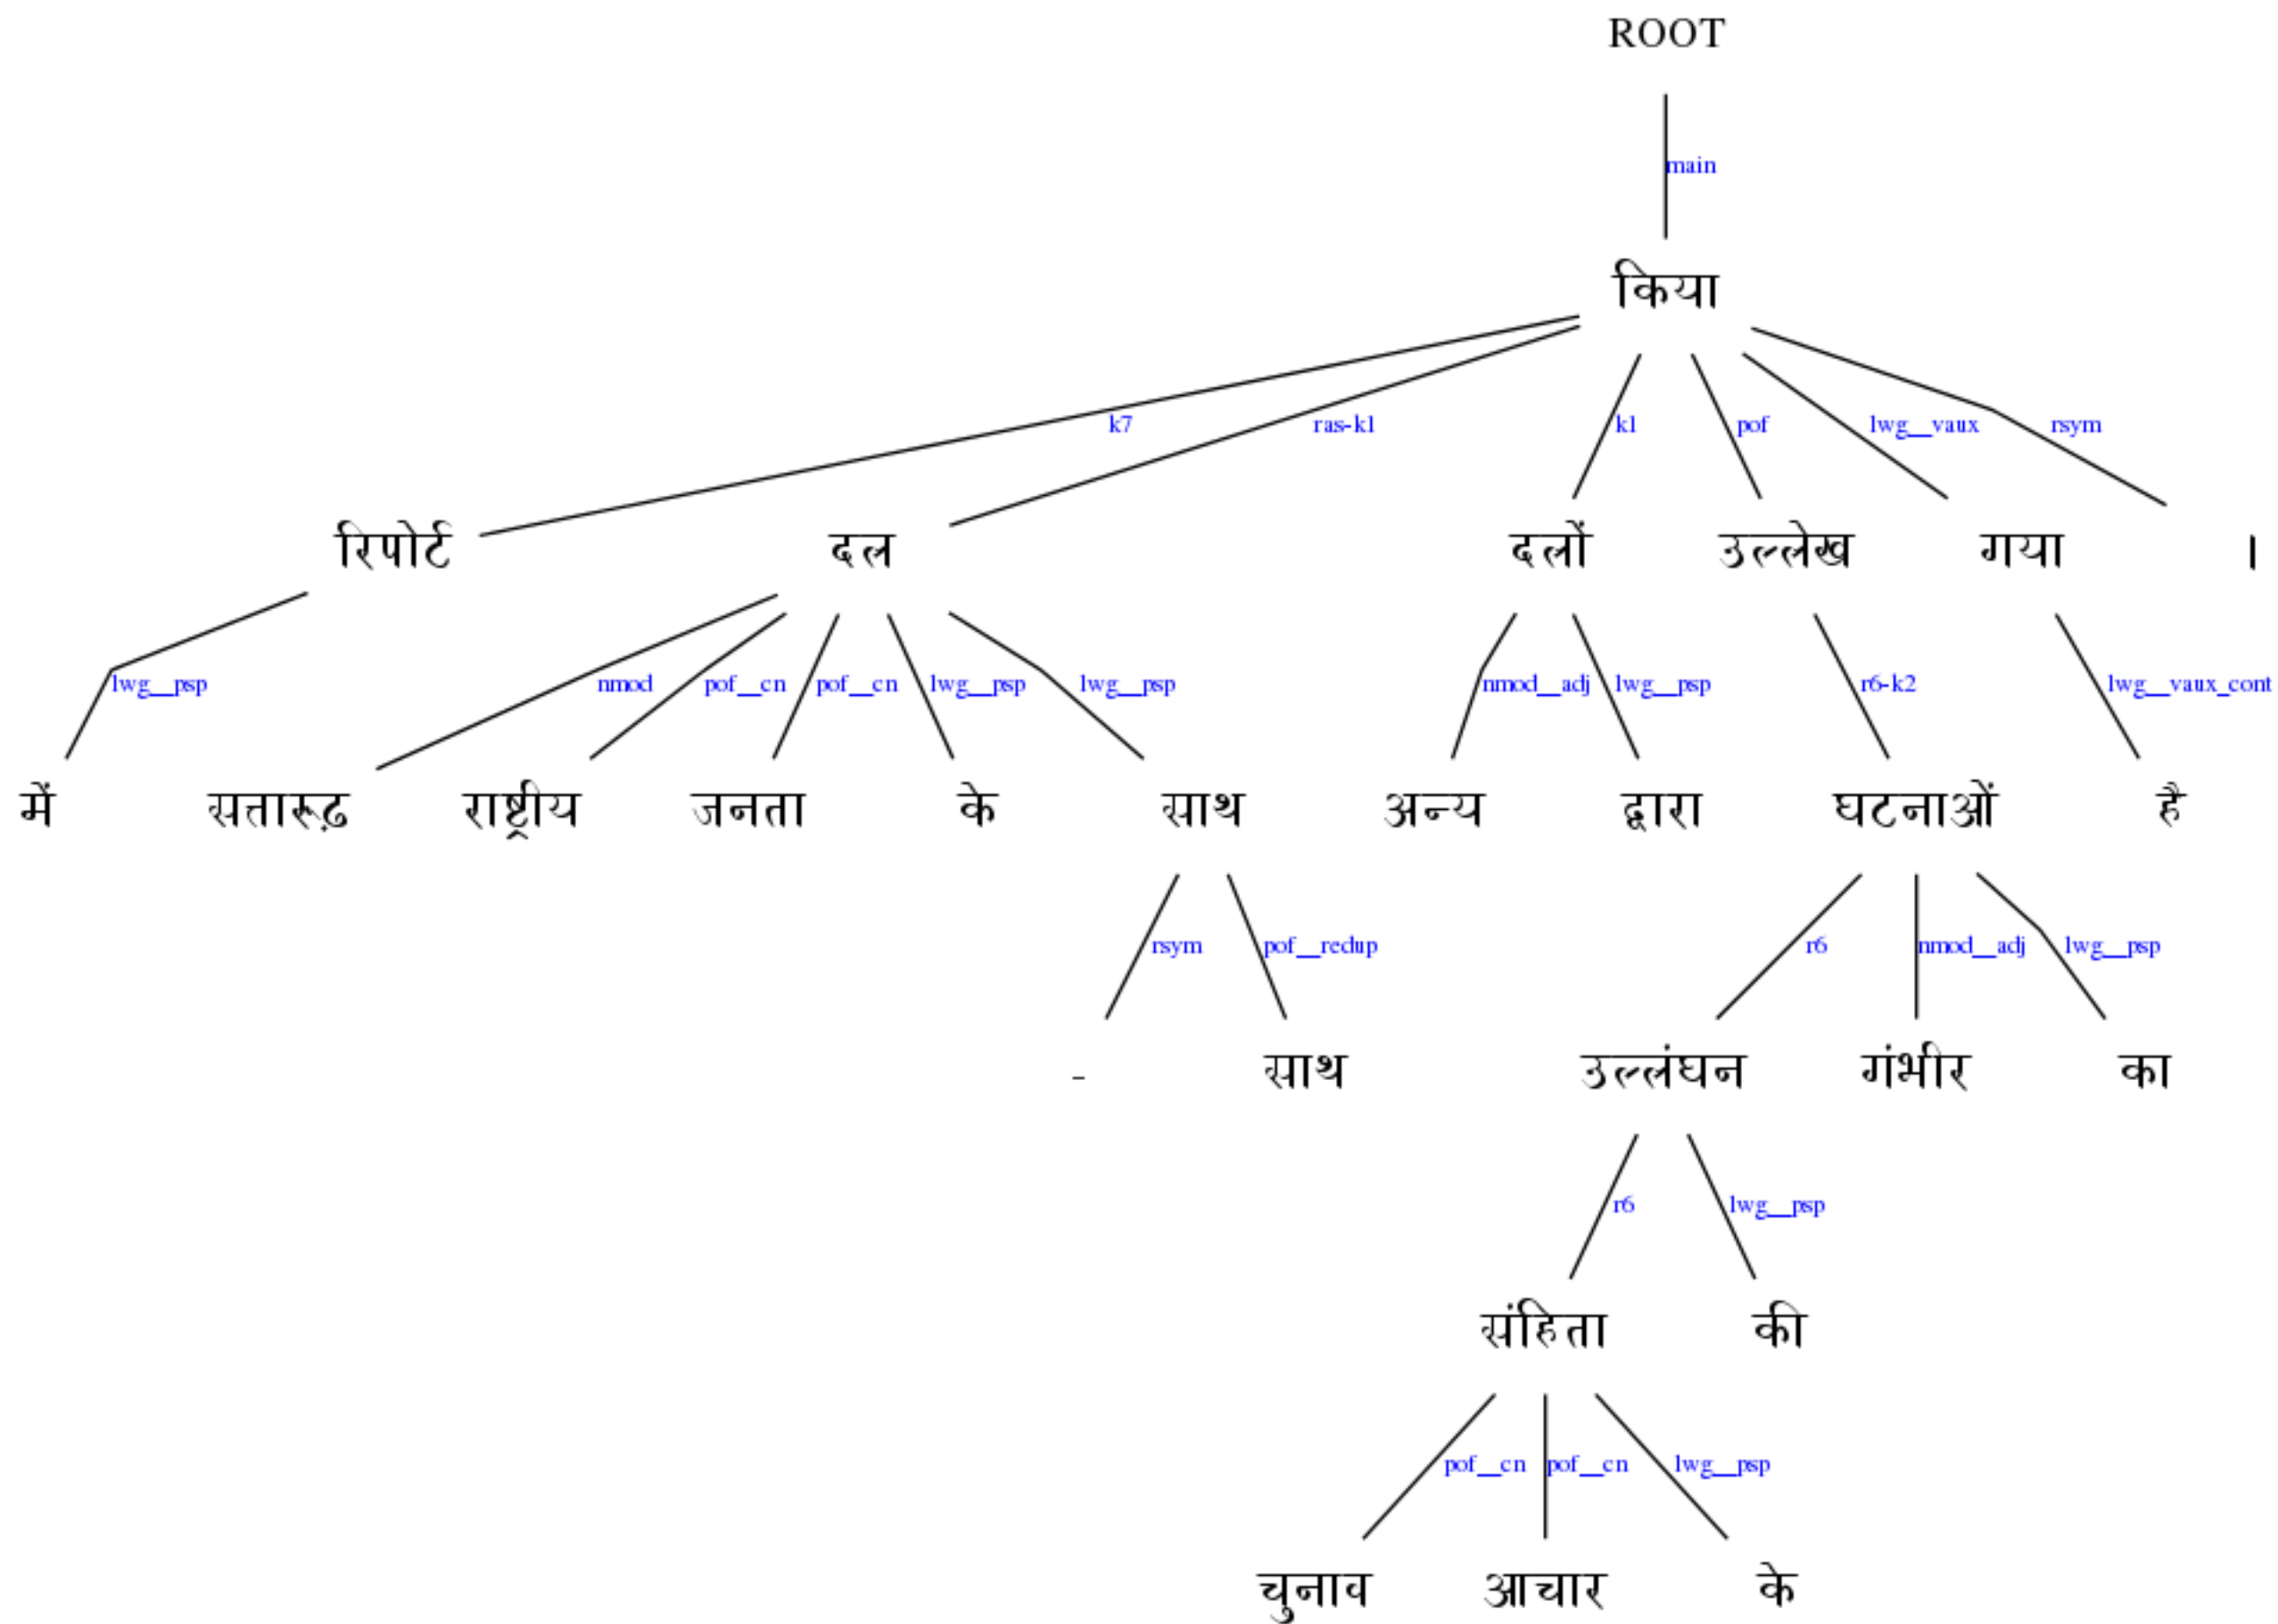 ROOT
main
किया
k7 ras-k1 k1 pof lwg__vaux rsym
रिपोर्ट दल दलों उल्लेख गया ।
lwg__psp nmod pof__cn pof__cn lwg__psp lwg__psp nmod__adj lwg__psp r6-k2 lwg__vaux_cont
में सत्तारूढ़ राष्ट्रीय जनता के साथ अन्य द्वारा घटनाओं है
rsym pof__redup r6 nmod__adj lwg__psp
- साथ उल्लंघन गंभीर का
r6 lwg__psp
संहिता की
pof__cn pof__cn lwg__psp
चुनाव आचार के